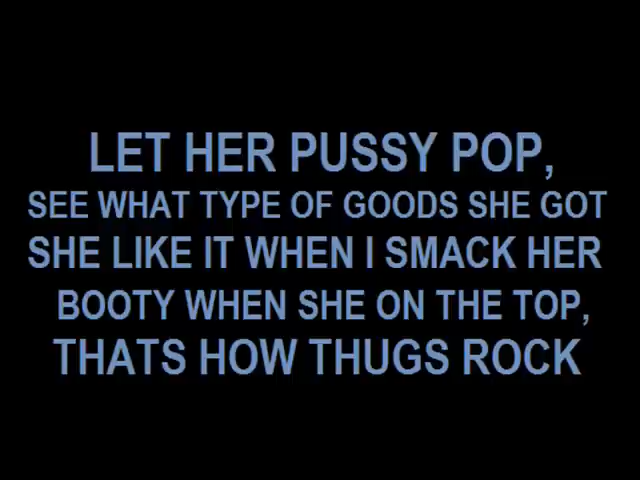 LET HER PUSSY POP,
SEE WHAT TYPE OF GOODS SHE GOT
SHE LIKE IT WHEN I SMACK HER
BOOTY WHEN SHE ON THE TOP,
THATS HOW THUGS ROCK